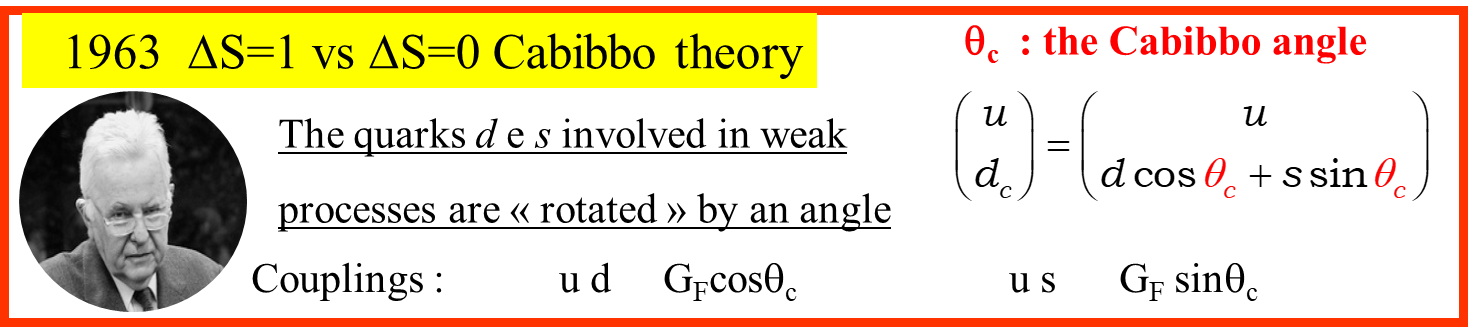 1963 ΔS=1 vs ΔS=0 Cabibbo theory
θc : the Cabibbo angle
The quarks d e s involved in weak
processes are « rotated » by an angle
(u dc) = (u d cos θc + s sin θc)
Couplings : u d GFcosθc u s GF sinθc